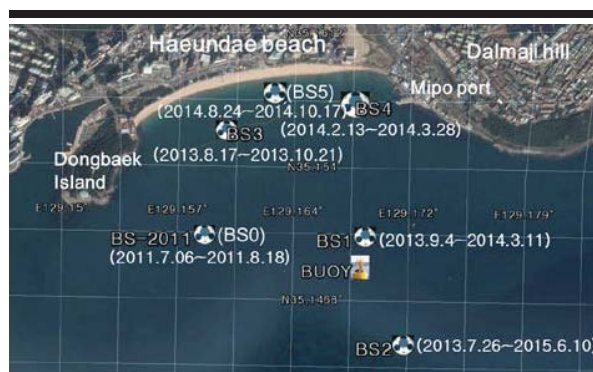 Haeundae beach
Dalmaji hill
(BS5)
Mipo port
(2014.8.24~2014.10.17)
BS4
BS3
(2014.2.13~2014.3.28)
(2013.8.17~2013.10.21)
Dongbaek
Island
N35.154°
E129.15°
E129.157°
E129.164°
E129.172°
E129.179°
BS-2011
(BS0)
BS1
(2013.9.4~2014.3.11)
(2011.7.06~2011.8.18)
BUOY
N35.1468°
BS2
(2013.7.26~2015.6.10)